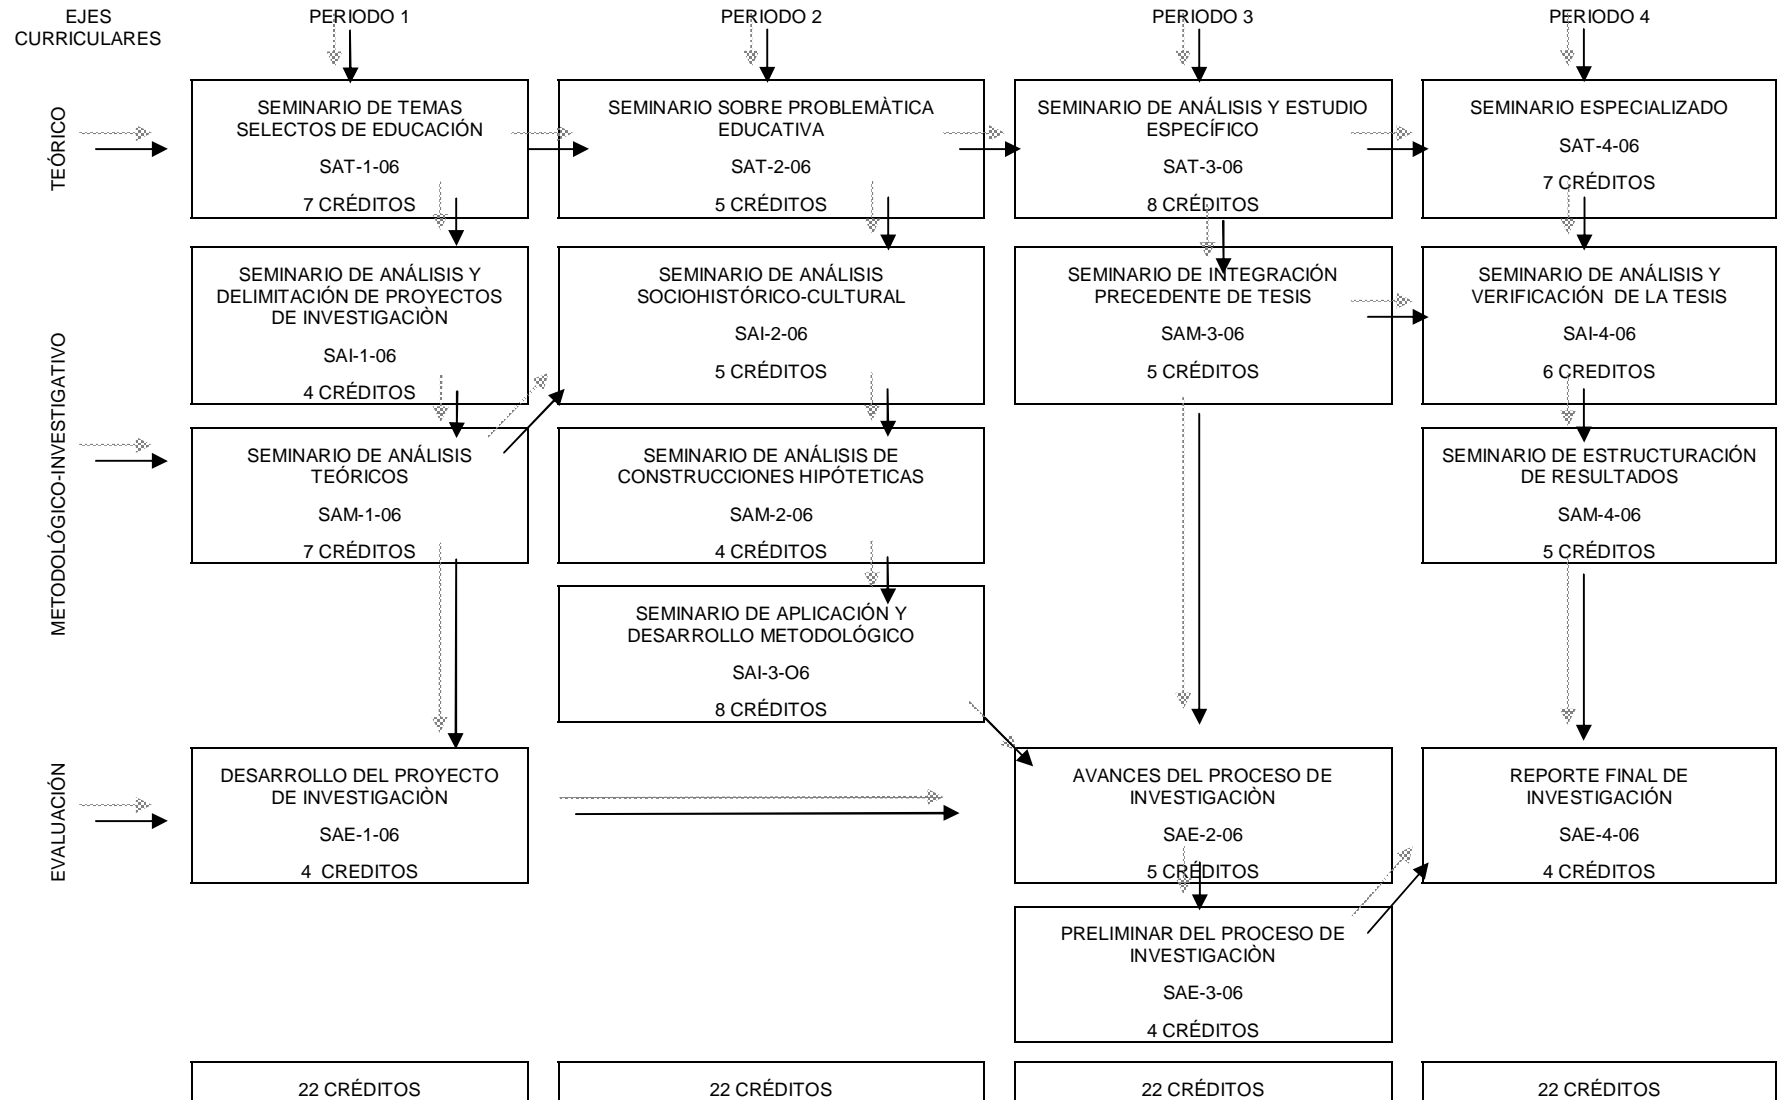 EJES
CURRICULARES
PERIODO 1
PERIODO 2
PERIODO 3
PERIODO 4
TEÓRICO
SEMINARIO DE TEMAS
SELECTOS DE EDUCACIÓN
SAT-1-06
7 CRÉDITOS
SEMINARIO SOBRE PROBLEMÀTICA
EDUCATIVA
SAT-2-06
5 CRÉDITOS
SEMINARIO DE ANÁLISIS Y ESTUDIO
ESPECÍFICO
SAT-3-06
8 CRÉDITOS
SEMINARIO ESPECIALIZADO
SAT-4-06
7 CRÉDITOS
METODOLÓGICO-INVESTIGATIVO
SEMINARIO DE ANÁLISIS Y
DELIMITACIÓN DE PROYECTOS
DE INVESTIGACIÒN
SAI-1-06
4 CRÉDITOS
SEMINARIO DE ANÁLISIS
SOCIOHISTÓRICO-CULTURAL
SAI-2-06
5 CRÉDITOS
SEMINARIO DE INTEGRACIÓN
PRECEDENTE DE TESIS
SAM-3-06
5 CRÉDITOS
SEMINARIO DE ANÁLISIS Y
VERIFICACIÓN DE LA TESIS
SAI-4-06
6 CREDITOS
SEMINARIO DE ANÁLISIS
TEÓRICOS
SAM-1-06
7 CRÉDITOS
SEMINARIO DE ANÁLISIS DE
CONSTRUCCIONES HIPÓTETICAS
SAM-2-06
4 CRÉDITOS
SEMINARIO DE ESTRUCTURACIÓN
DE RESULTADOS
SAM-4-06
5 CRÉDITOS
SEMINARIO DE APLICACIÓN Y
DESARROLLO METODOLÓGICO
SAI-3-O6
8 CRÉDITOS
EVALUACIÓN
DESARROLLO DEL PROYECTO
DE INVESTIGACIÒN
SAE-1-06
4 CREDITOS
AVANCES DEL PROCESO DE
INVESTIGACIÒN
SAE-2-06
5 CRÉDITOS
REPORTE FINAL DE
INVESTIGACIÓN
SAE-4-06
4 CRÉDITOS
PRELIMINAR DEL PROCESO DE
INVESTIGACIÒN
SAE-3-06
4 CRÉDITOS
22 CRÉDITOS
22 CRÉDITOS
22 CRÉDITOS
22 CRÉDITOS